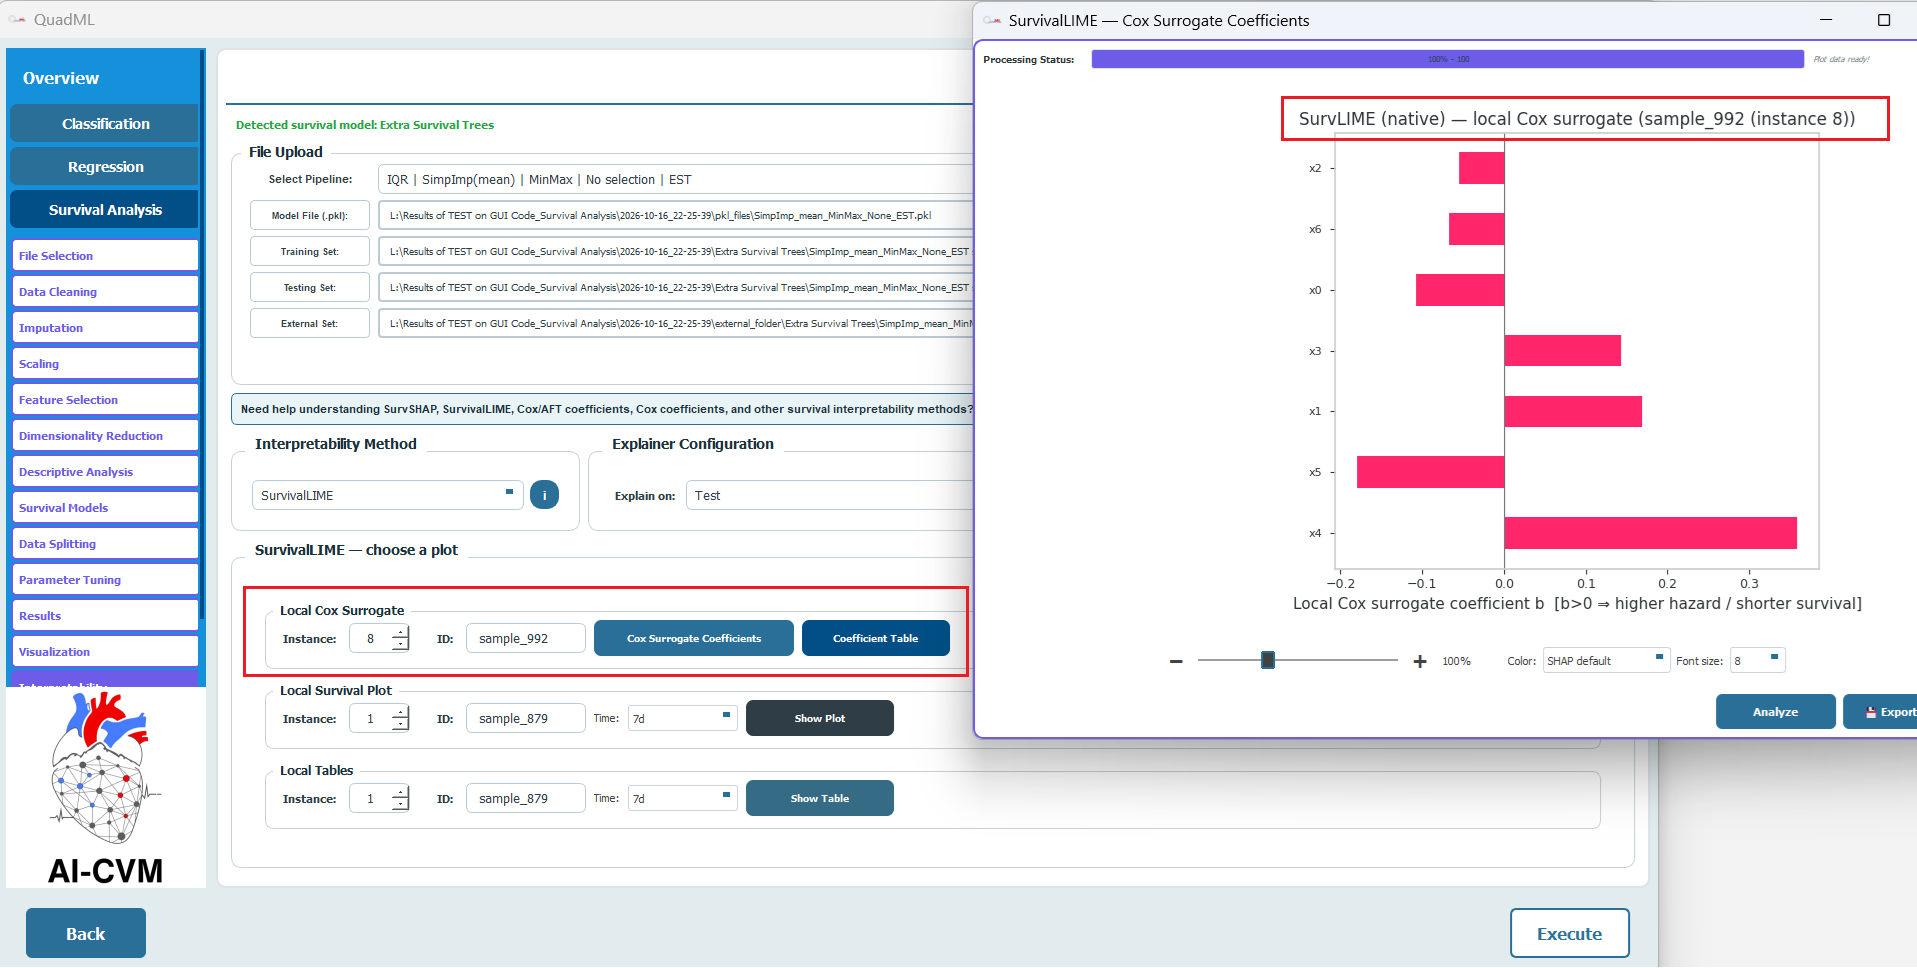 QuadML
Overview
Classification
Regression
Survival Analysis
File Selection
Data Cleaning
Imputation
Scaling
Feature Selection
Dimensionality Reduction
Descriptive Analysis
Survival Models
Data Splitting
Parameter Tuning
Results
Visualization
Interpretability
AI-CVM
Back
Detected survival model: Extra Survival Trees
File Upload
Select Pipeline: IQR | SimpImp(mean) | MinMax | No selection | EST
Model File (.pkl): L:\Results of TEST on GUI Code_Survival Analysis\2026-10-16_22-25-39\pkl_files\SimpImp_mean_MinMax_None_EST.pkl
Training Set: L:\Results of TEST on GUI Code_Survival Analysis\2026-10-16_22-25-39\Extra Survival Trees\SimpImp_mean_MinMax_None_EST
Testing Set: L:\Results of TEST on GUI Code_Survival Analysis\2026-10-16_22-25-39\Extra Survival Trees\SimpImp_mean_MinMax_None_EST
External Set: L:\Results of TEST on GUI Code_Survival Analysis\2026-10-16_22-25-39\external_folder\Extra Survival Trees\SimpImp_mean_Min
Need help understanding SurvSHAP, SurvivalLIME, Cox/AFT coefficients, Cox coefficients, and other survival interpretability methods?
Interpretability Method
SurvivalLIME
i
Explainer Configuration
Explain on: Test
SurvivalLIME — choose a plot
Local Cox Surrogate
Instance: 8 ID: sample_992 Cox Surrogate Coefficients Coefficient Table
Local Survival Plot
Instance: 1 ID: sample_879 Time: 7d Show Plot
Local Tables
Instance: 1 ID: sample_879 Time: 7d Show Table
Execute
SurvivalLIME — Cox Surrogate Coefficients
Processing Status: 100% - 100 Plot data ready!
SurvLIME (native) — local Cox surrogate (sample_992 (instance 8))
x2
x6
x0
x3
x1
x5
x4
−0.2 −0.1 0.0 0.1 0.2 0.3
Local Cox surrogate coefficient b [b>0 ⇒ higher hazard / shorter survival]
100% Color: SHAP default Font size: 8
Analyze Export